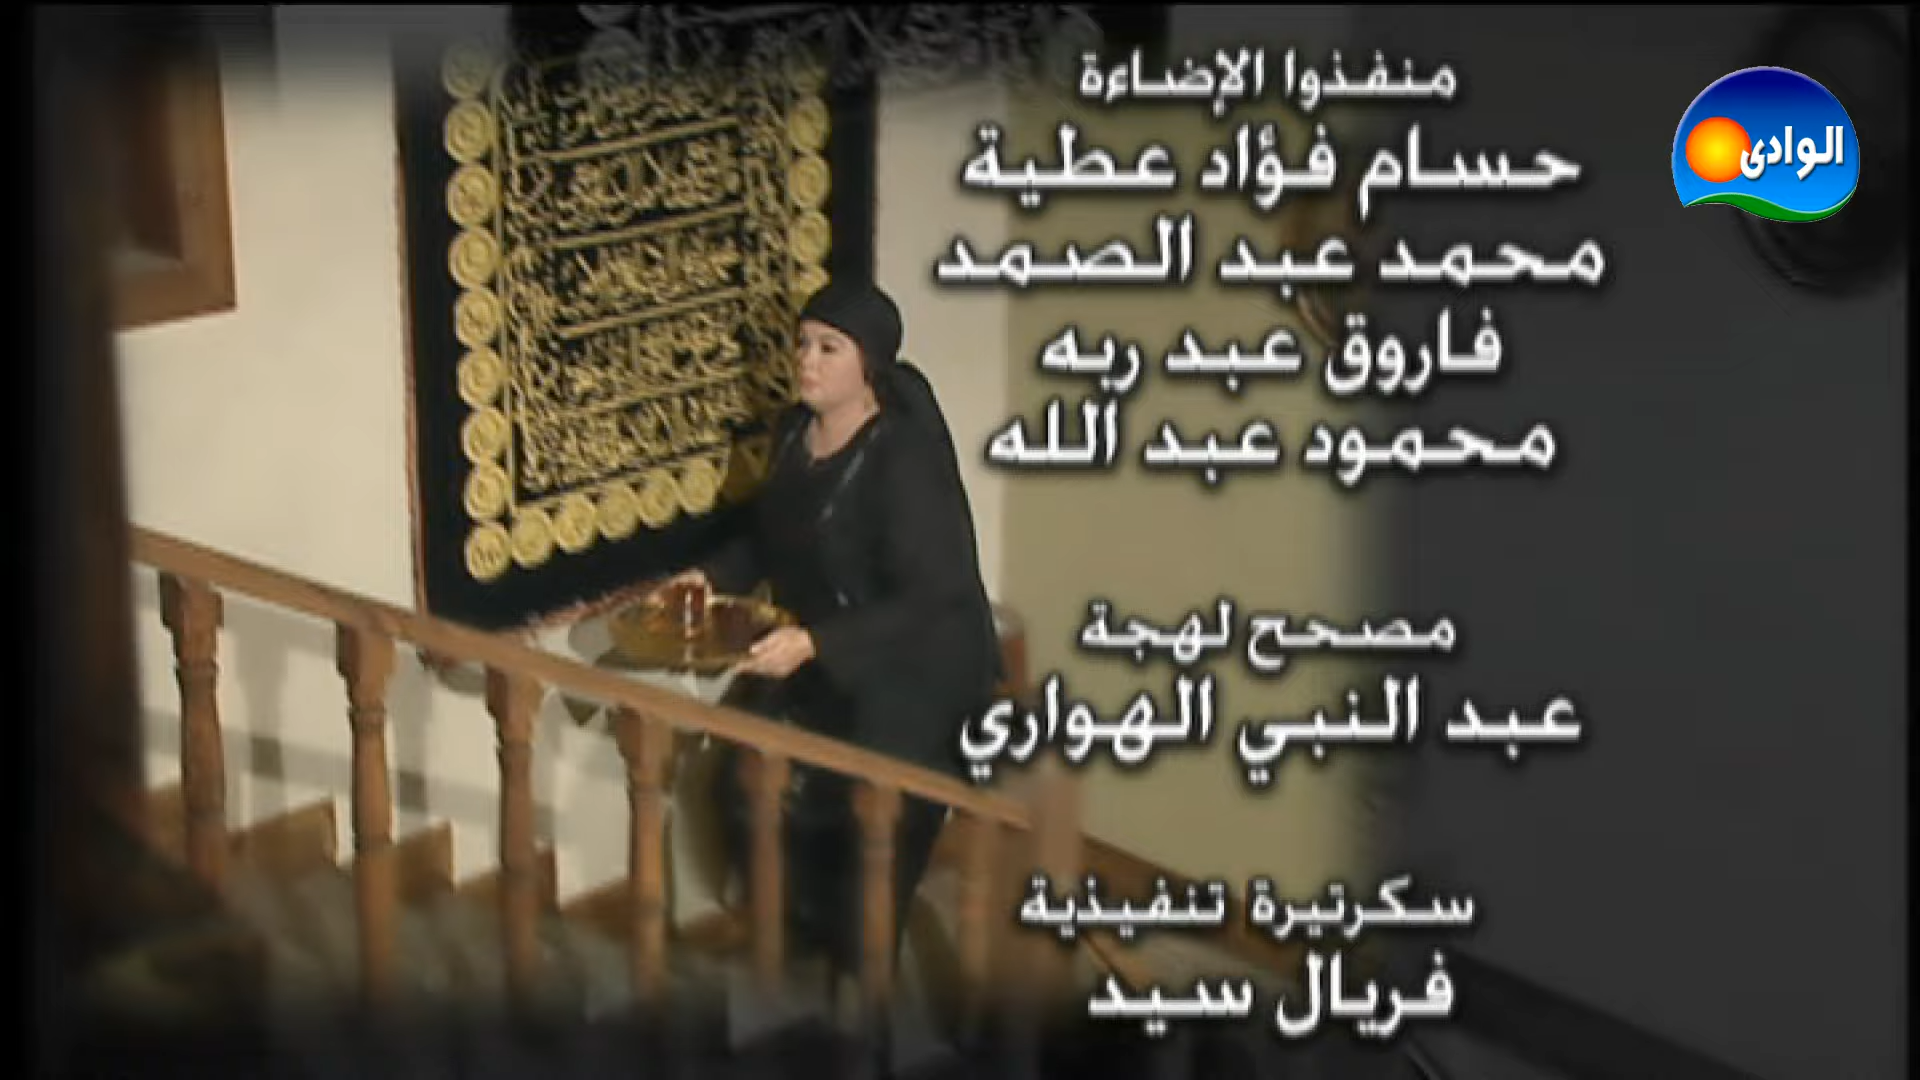 منفذوا الإضاءة
حسام فؤاد عطية
محمد عبد الصمد
فاروق عبد ربه
محمود عبد الله
مصحح لهجة
عبد النبي الهواري
سكرتيرة تنفيذية
فريال سيد
الوادى